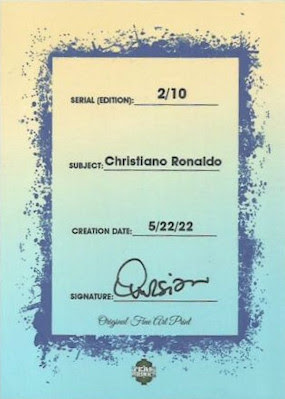 SERIAL (EDITION): 2/10
SUBJECT: Christiano Ronaldo
CREATION DATE: 5/22/22
SIGNATURE:
Original Fine Art Print